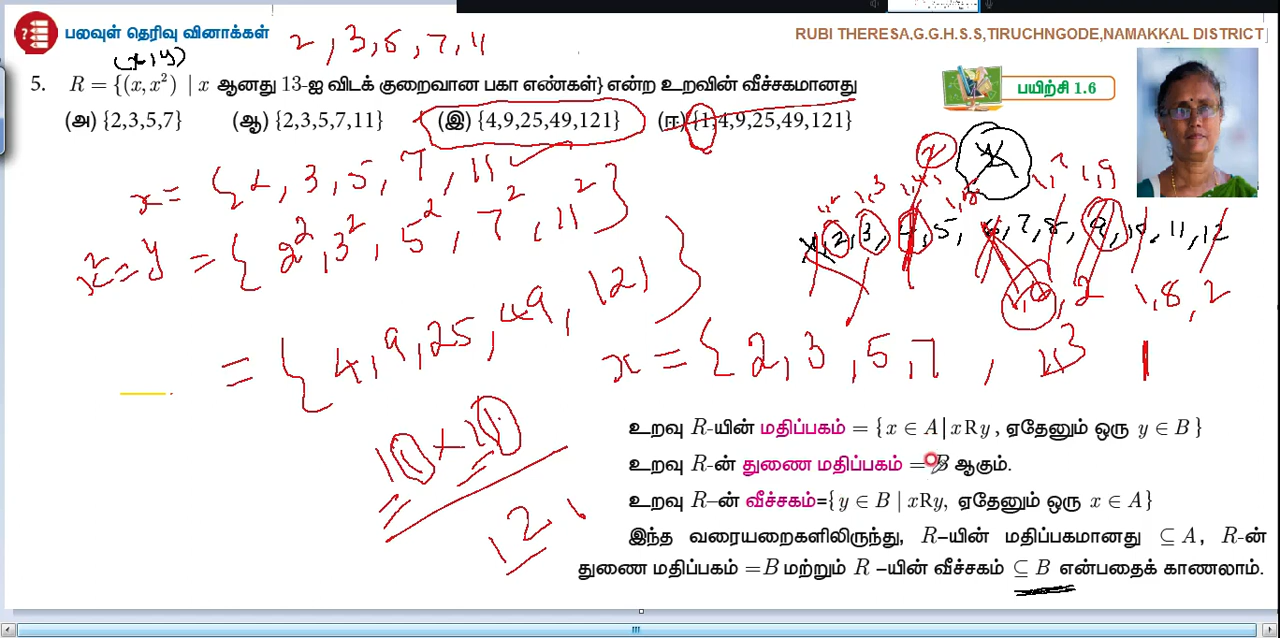 பலவுள் தெரிவு வினாக்கள்
RUBI THERESA,G.G.H.S.S,TIRUCHNGODE,NAMAKKAL DISTRICT
2, 3, 5, 7, 11
(x, y)
5. R = {(x, x²) | x ஆனது 13-ஐ விடக் குறைவான பகா எண்கள்} என்ற உறவின் வீச்சகமானது
பயிற்சி 1.6
(அ) {2,3,5,7} (ஆ) {2,3,5,7,11} (இ) {4,9,25,49,121} (ஈ) {1,4,9,25,49,121}
x = {2, 3, 5, 7, 11}
x² = y = {2², 3², 5², 7², 11²}
= {4, 9, 25, 49, 121}
x = {2, 3, 5, 7,
121
உறவு R-யின் மதிப்பகம் = {x ∈ A | xRy, ஏதேனும் ஒரு y ∈ B}
உறவு R-ன் துணை மதிப்பகம் = B ஆகும்.
உறவு R–ன் வீச்சகம்={y ∈ B | xRy, ஏதேனும் ஒரு x ∈ A}
இந்த வரையறைகளிலிருந்து, R–யின் மதிப்பகமானது ⊆ A, R-ன்
துணை மதிப்பகம் =B மற்றும் R –யின் வீச்சகம் ⊆ B என்பதைக் காணலாம்.